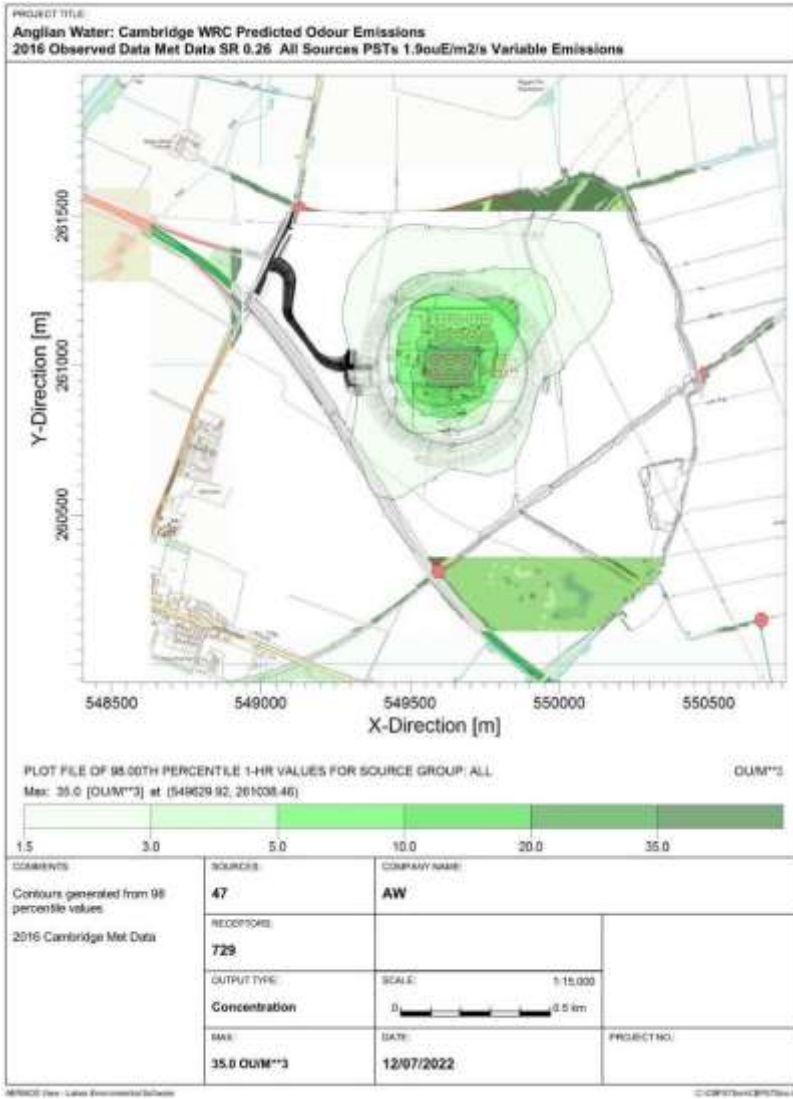 PROJECT TITLE:
Anglian Water: Cambridge WRC Predicted Odour Emissions
2016 Observed Data Met Data SR 0.26 All Sources PSTs 1.9ouE/m2/s Variable Emissions
Y-Direction [m]
261500
261000
260500
548500 549000 549500 550000 550500
X-Direction [m]
PLOT FILE OF 98.00TH PERCENTILE 1-HR VALUES FOR SOURCE GROUP: ALL OU/M**3
Max: 35.0 [OU/M**3] at (549629.92, 261038.46)
1.5 3.0 5.0 10.0 20.0 35.0
COMMENTS:
Contours generated from 98
percentile values
2016 Cambridge Met Data
SOURCES:
47
COMPANY NAME:
AW
RECEPTORS:
729
OUTPUT TYPE:
Concentration
SCALE: 1:15,000
0 0.5 km
MAX:
35.0 OU/M**3
DATE:
12/07/2022
PROJECT NO.:
AERMOD View - Lakes Environmental Software